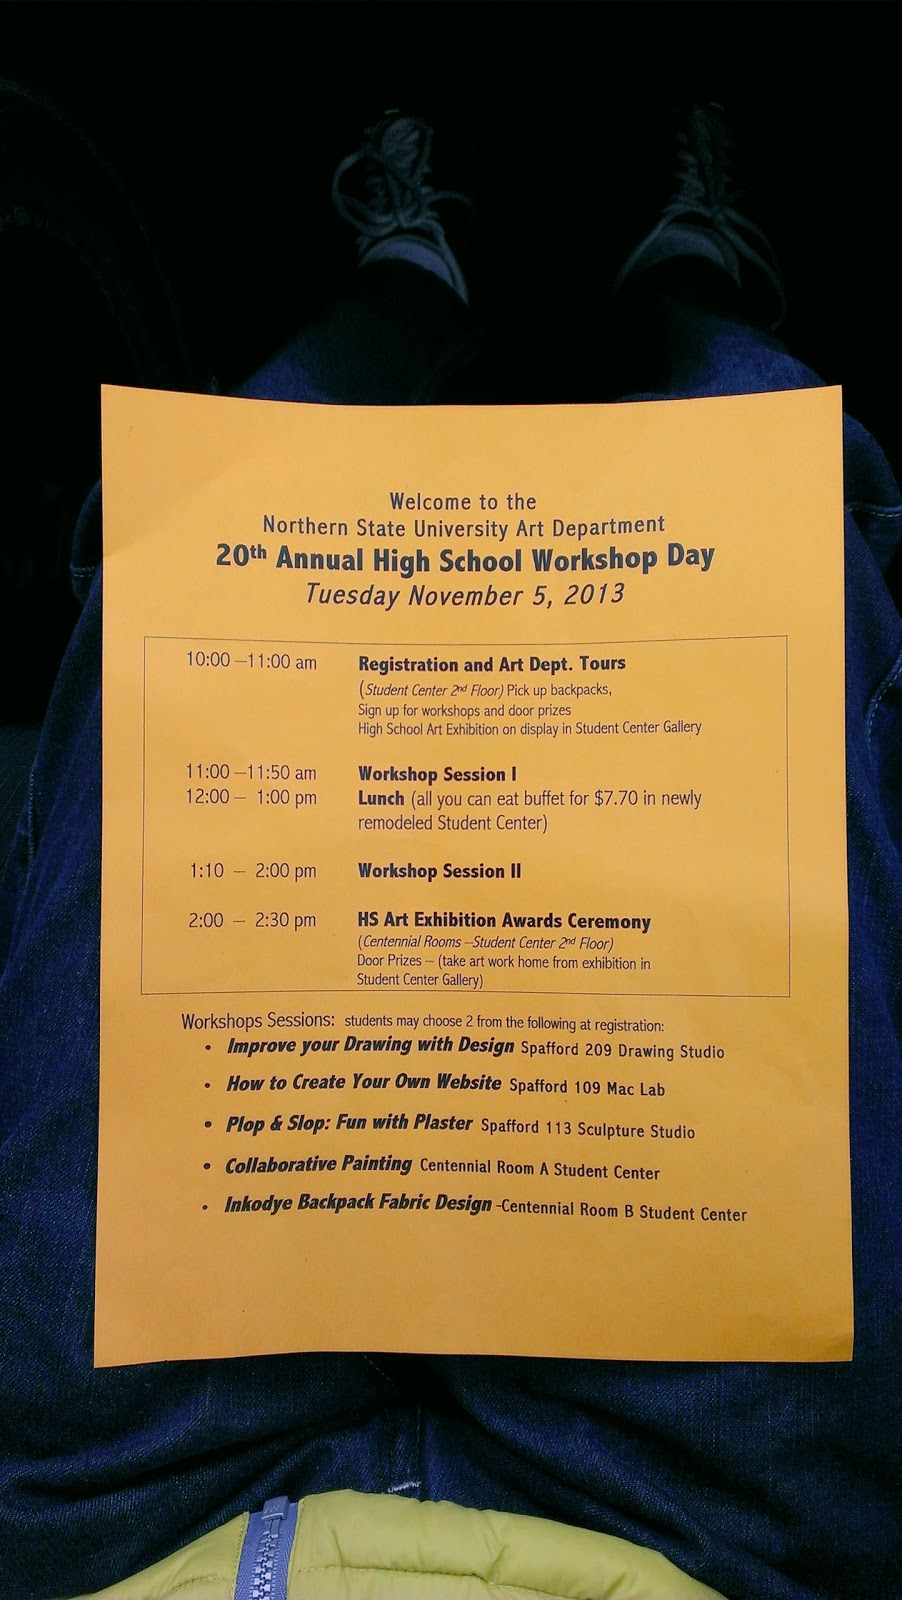 Welcome to the
Northern State University Art Department
20th Annual High School Workshop Day
Tuesday November 5, 2013
10:00 –11:00 am Registration and Art Dept. Tours
(Student Center 2nd Floor) Pick up backpacks,
Sign up for workshops and door prizes
High School Art Exhibition on display in Student Center Gallery
11:00 –11:50 am Workshop Session I
12:00 – 1:00 pm Lunch (all you can eat buffet for $7.70 in newly
remodeled Student Center)
1:10 – 2:00 pm Workshop Session II
2:00 – 2:30 pm HS Art Exhibition Awards Ceremony
(Centennial Rooms –Student Center 2nd Floor)
Door Prizes – (take art work home from exhibition in
Student Center Gallery)
Workshops Sessions: students may choose 2 from the following at registration:
• Improve your Drawing with Design Spafford 209 Drawing Studio
• How to Create Your Own Website Spafford 109 Mac Lab
• Plop & Slop: Fun with Plaster Spafford 113 Sculpture Studio
• Collaborative Painting Centennial Room A Student Center
• Inkodye Backpack Fabric Design -Centennial Room B Student Center